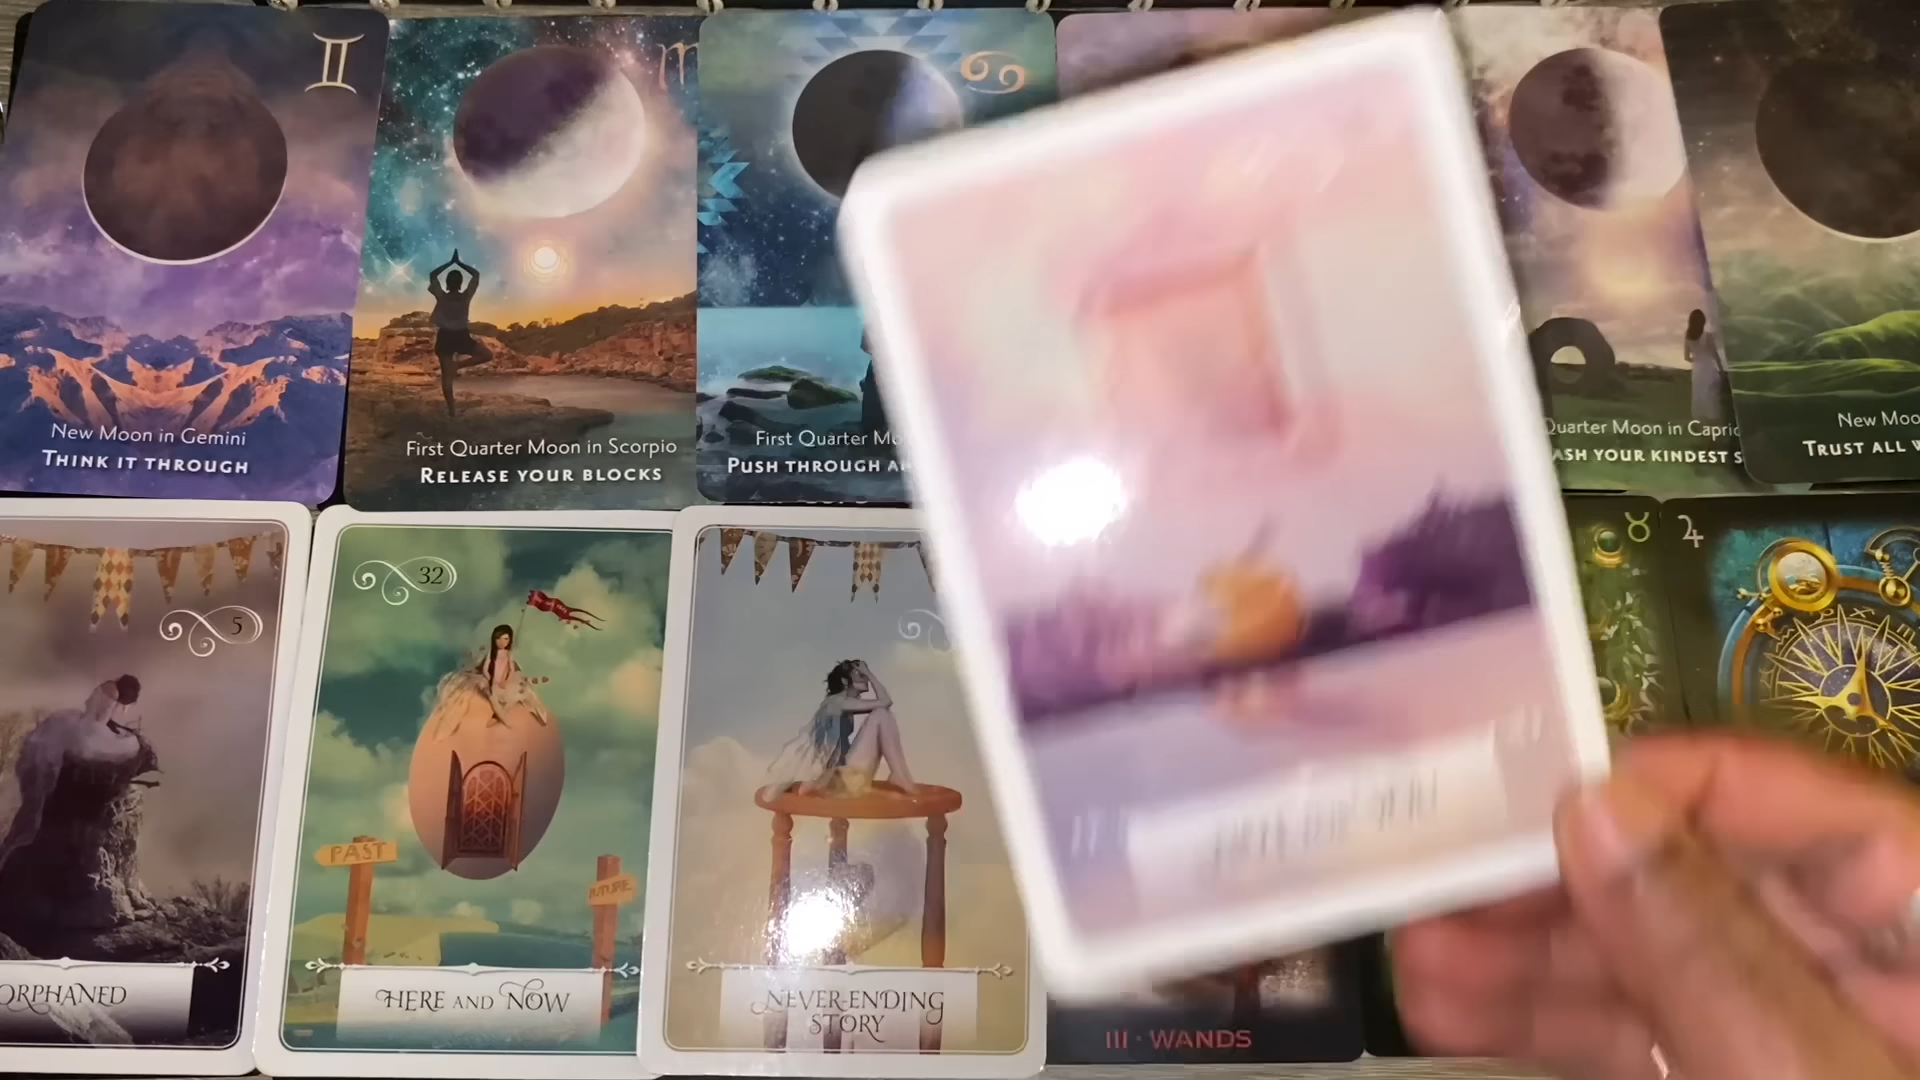 New Moon in Gemini
THINK IT THROUGH
First Quarter Moon in Scorpio
RELEASE YOUR BLOCKS
First Quarter
PUSH THROUGH
Quarter Moon in Capric
ASH YOUR KINDEST S
New Moo
TRUST ALL W
5
ORPHANED
32
PAST
FUTURE
HERE AND NOW
NEVER-ENDING
STORY
III · WANDS